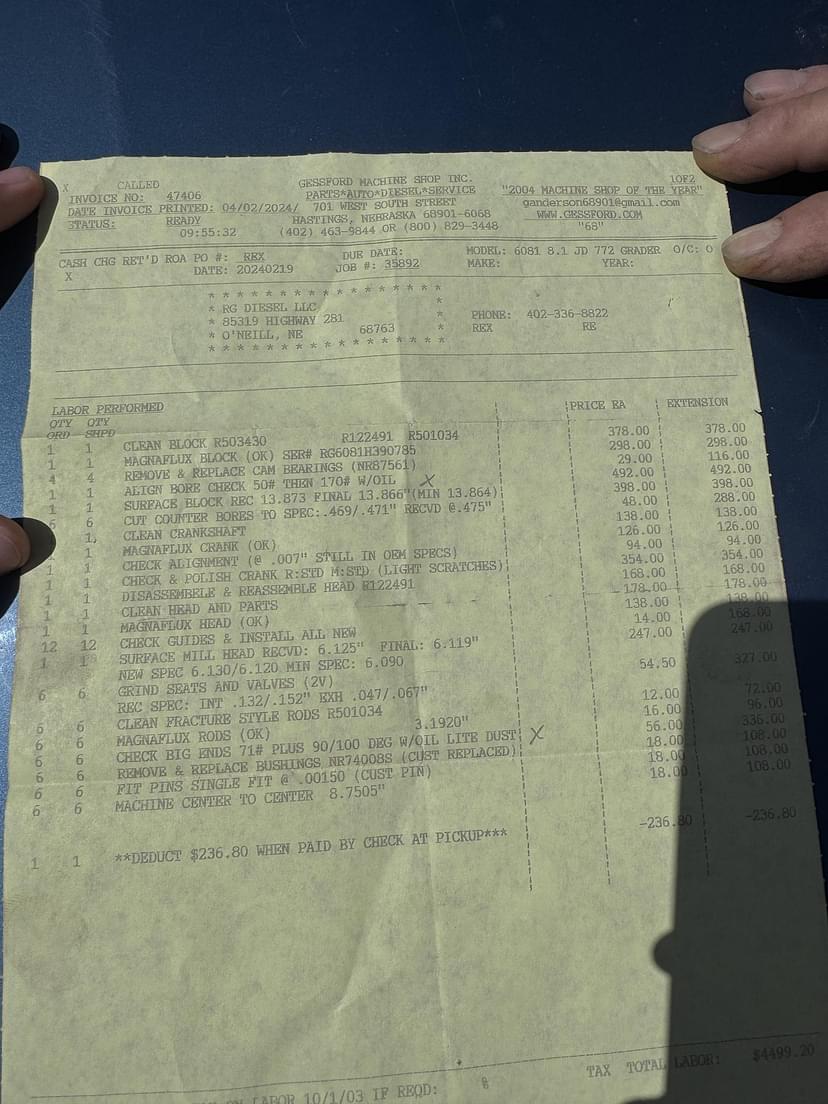 X CALLED GESSFORD MACHINE SHOP INC. 1OF2
INVOICE NO: 47406 PARTS*AUTO*DIESEL*SERVICE "2004 MACHINE SHOP OF THE YEAR"
DATE INVOICE PRINTED: 04/02/2024/ 701 WEST SOUTH STREET ganderson68901@gmail.com
STATUS: READY HASTINGS, NEBRASKA 68901-6068 WWW.GESSFORD.COM
09:55:32 (402) 463-9844 OR (800) 829-3448 "68"
CASH CHG RET'D ROA PO #: REX DUE DATE: MODEL: 6081 8.1 JD 772 GRADER O/C: O
X DATE: 20240219 JOB #: 35892 MAKE: YEAR:
* * * * * * * * * * * * * * * *
* RG DIESEL LLC *
* 85319 HIGHWAY 281 * PHONE: 402-336-8822
* O'NEILL, NE 68763 * REX RE
* * * * * * * * * * * * * * * *
LABOR PERFORMED PRICE EA EXTENSION
QTY QTY
ORD SHPD
1 1 CLEAN BLOCK R503430 R122491 R501034 378.00 378.00
1 1 MAGNAFLUX BLOCK (OK) SER# RG6081H390785 298.00 298.00
4 4 REMOVE & REPLACE CAM BEARINGS (NR87561) 29.00 116.00
1 1 ALIGN BORE CHECK 50# THEN 170# W/OIL X 492.00 492.00
1 1 SURFACE BLOCK REC 13.873 FINAL 13.866"(MIN 13.864) 398.00 398.00
6 6 CUT COUNTER BORES TO SPEC:.469/.471" RECVD @.475" 48.00 288.00
1 1 CLEAN CRANKSHAFT 138.00 138.00
1 1 MAGNAFLUX CRANK (OK) 126.00 126.00
1 1 CHECK ALIGNMENT (@ .007" STILL IN OEM SPECS) 94.00 94.00
1 1 CHECK & POLISH CRANK R:STD M:STD (LIGHT SCRATCHES) 354.00 354.00
1 1 DISASSEMBELE & REASSEMBLE HEAD R122491 168.00 168.00
1 1 CLEAN HEAD AND PARTS 178.00 178.00
1 1 MAGNAFLUX HEAD (OK) 138.00 138.00
12 12 CHECK GUIDES & INSTALL ALL NEW 14.00 168.00
1 1 SURFACE MILL HEAD RECVD: 6.125" FINAL: 6.119" 247.00 247.00
NEW SPEC 6.130/6.120 MIN SPEC: 6.090
6 6 GRIND SEATS AND VALVES (2V) 54.50 327.00
REC SPEC: INT .132/.152" EXH .047/.067"
6 6 CLEAN FRACTURE STYLE RODS R501034 12.00 72.00
6 6 MAGNAFLUX RODS (OK) 3.1920" 16.00 96.00
6 6 CHECK BIG ENDS 71# PLUS 90/100 DEG W/OIL LITE DUST X 56.00 336.00
6 6 REMOVE & REPLACE BUSHINGS NR74008S (CUST REPLACED) 18.00 108.00
6 6 FIT PINS SINGLE FIT @ .00150 (CUST PIN) 18.00 108.00
6 6 MACHINE CENTER TO CENTER 8.7505" 18.00 108.00
1 1 **DEDUCT $236.80 WHEN PAID BY CHECK AT PICKUP*** -236.80 -236.80
TAX TOTAL LABOR: $4499.20
LABOR 10/1/03 IF REQD: